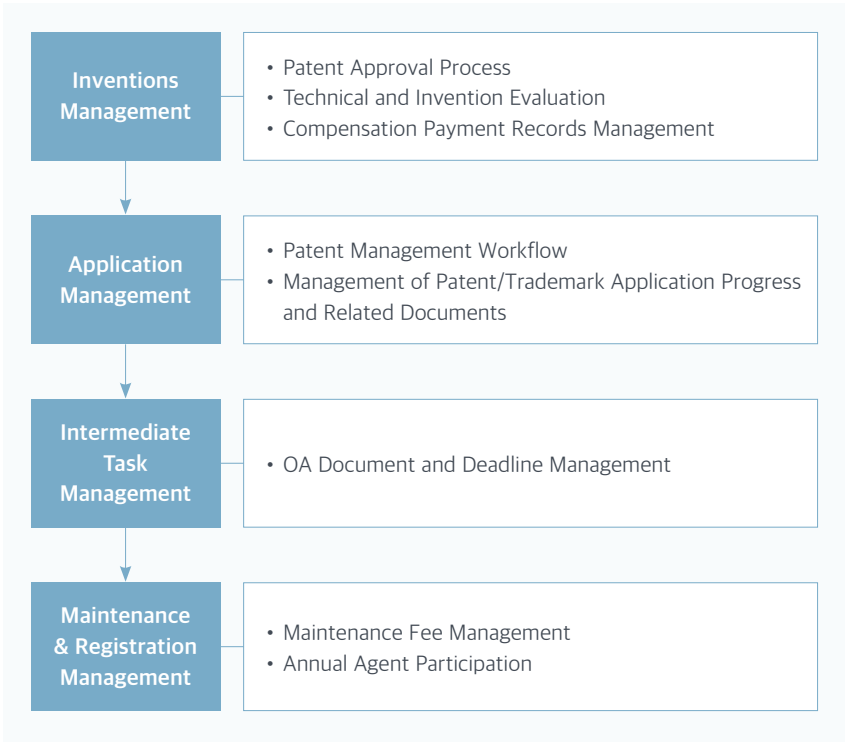 Inventions
Management
• Patent Approval Process
• Technical and Invention Evaluation
• Compensation Payment Records Management
Application
Management
• Patent Management Workflow
• Management of Patent/Trademark Application Progress
and Related Documents
Intermediate
Task
Management
• OA Document and Deadline Management
Maintenance
& Registration
Management
• Maintenance Fee Management
• Annual Agent Participation